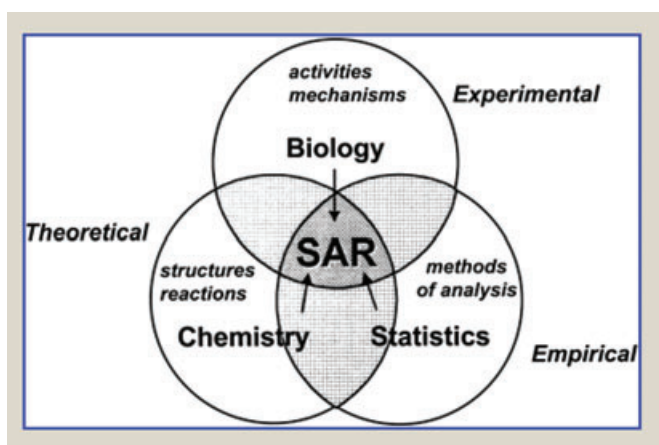 activities
mechanisms
Experimental
Biology
Theoretical
SAR
structures
reactions
methods
of analysis
Chemistry
Statistics
Empirical